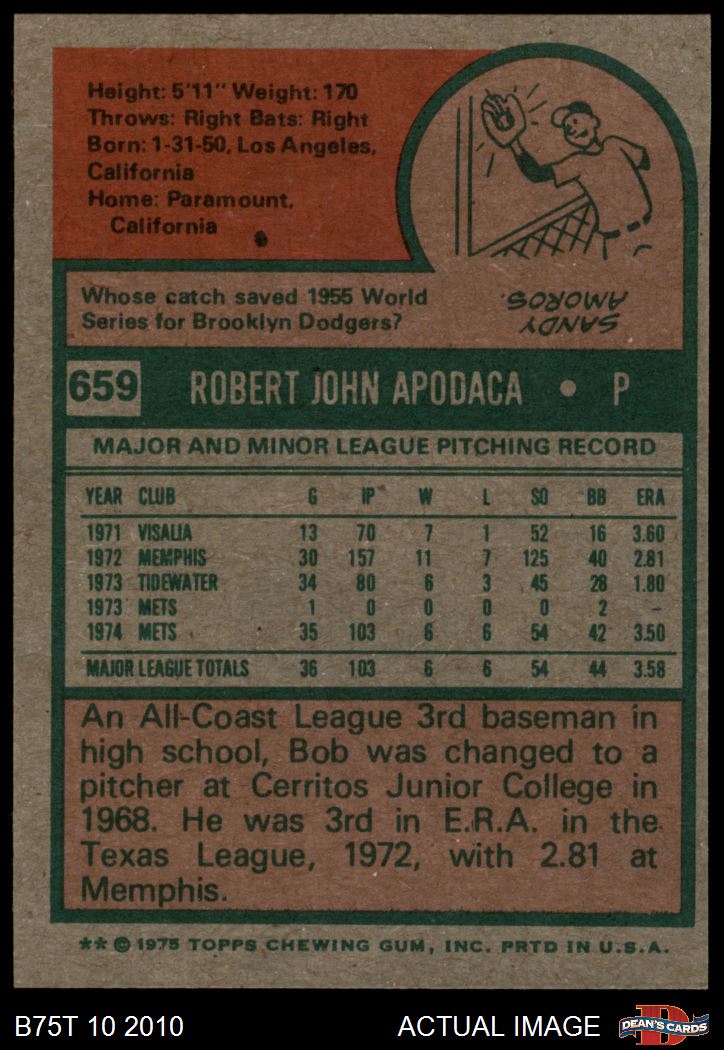 Height: 5'11" Weight: 170
Throws: Right Bats: Right
Born: 1-31-50, Los Angeles,
California
Home: Paramount,
California
Whose catch saved 1955 World
Series for Brooklyn Dodgers?
SANDY
AMOROS.
659 ROBERT JOHN APODACA • P
MAJOR AND MINOR LEAGUE PITCHING RECORD
YEAR CLUB G IP W L SO BB ERA
1971 VISALIA 13 70 7 1 52 16 3.60
1972 MEMPHIS 30 157 11 7 125 40 2.81
1973 TIDEWATER 34 80 6 3 45 28 1.80
1973 METS 1 0 0 0 0 2 –
1974 METS 35 103 6 6 54 42 3.50
MAJOR LEAGUE TOTALS 36 103 6 6 54 44 3.58
An All-Coast League 3rd baseman in
high school, Bob was changed to a
pitcher at Cerritos Junior College in
1968. He was 3rd in E.R.A. in the
Texas League, 1972, with 2.81 at
Memphis.
** © 1975 TOPPS CHEWING GUM, INC. PRTD IN U.S.A.
B75T 10 2010 ACTUAL IMAGE
D
DEAN'S CARDS